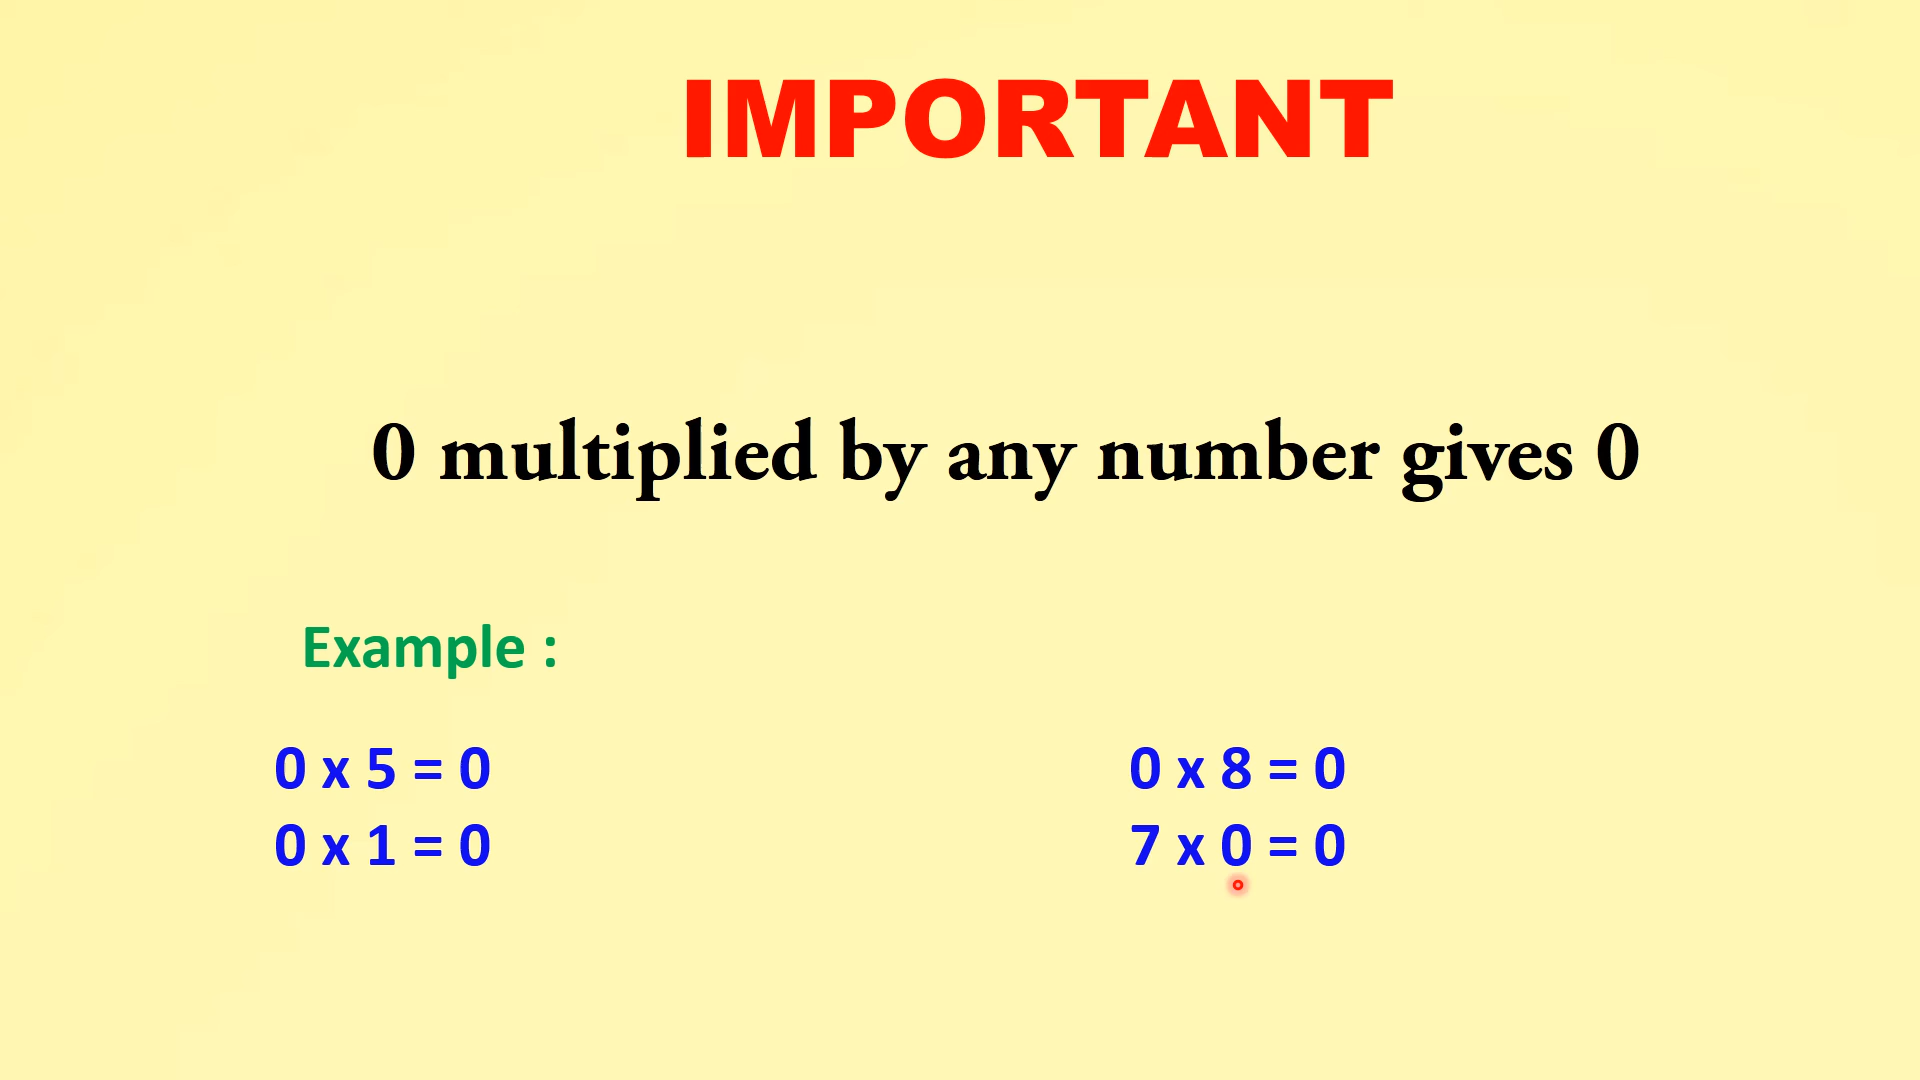 IMPORTANT
0 multiplied by any number gives 0
Example :
0 x 5 = 0
0 x 1 = 0
0 x 8 = 0
7 x 0 = 0